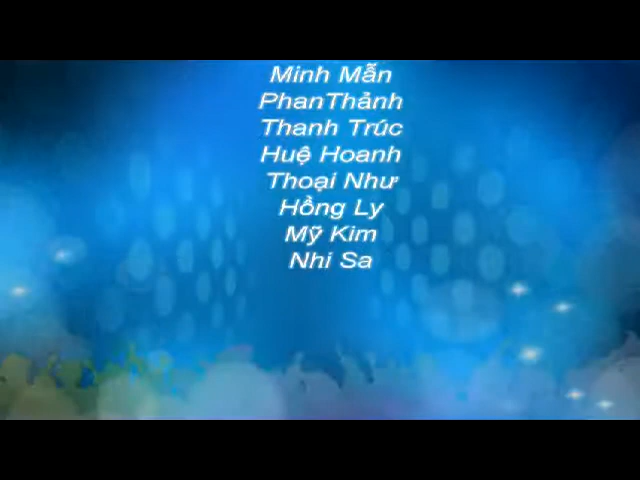 Minh Mẫn
PhanThảnh
Thanh Trúc
Huệ Hoanh
Thoại Như
Hồng Ly
Mỹ Kim
Nhi Sa